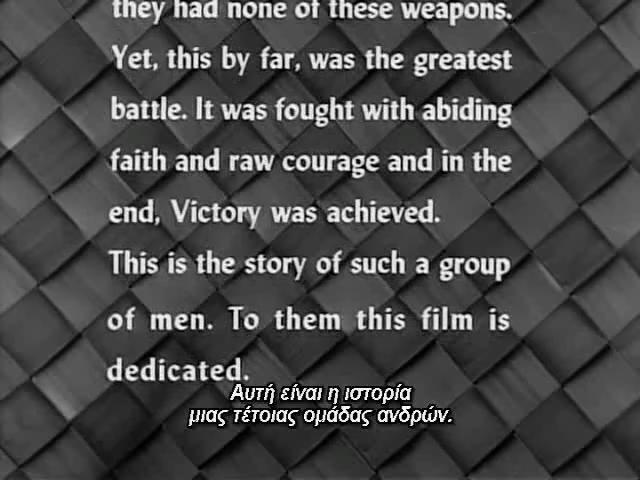 they had none of these weapons.
Yet, this by far, was the greatest
battle. It was fought with abiding
faith and raw courage and in the
end, Victory was achieved.
This is the story of such a group
of men. To them this film is
dedicated.
Αυτή είναι η ιστορία
μιας τέτοιας ομάδας ανδρών.